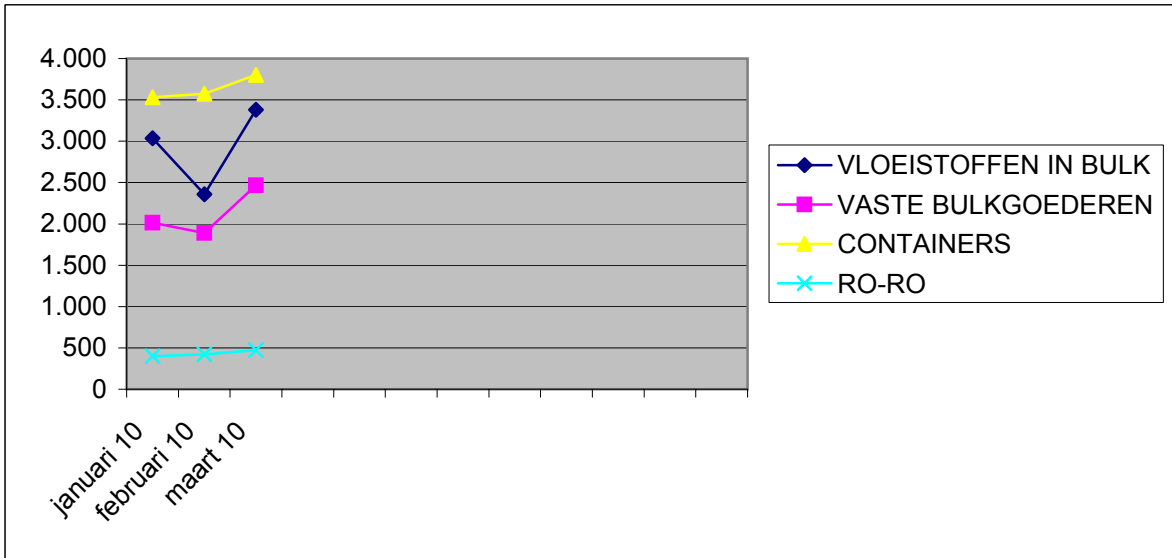 4.000
3.500
3.000
2.500
2.000
1.500
1.000
500
0
januari 10
februari 10
maart 10
VLOEISTOFFEN IN BULK
VASTE BULKGOEDEREN
CONTAINERS
RO-RO